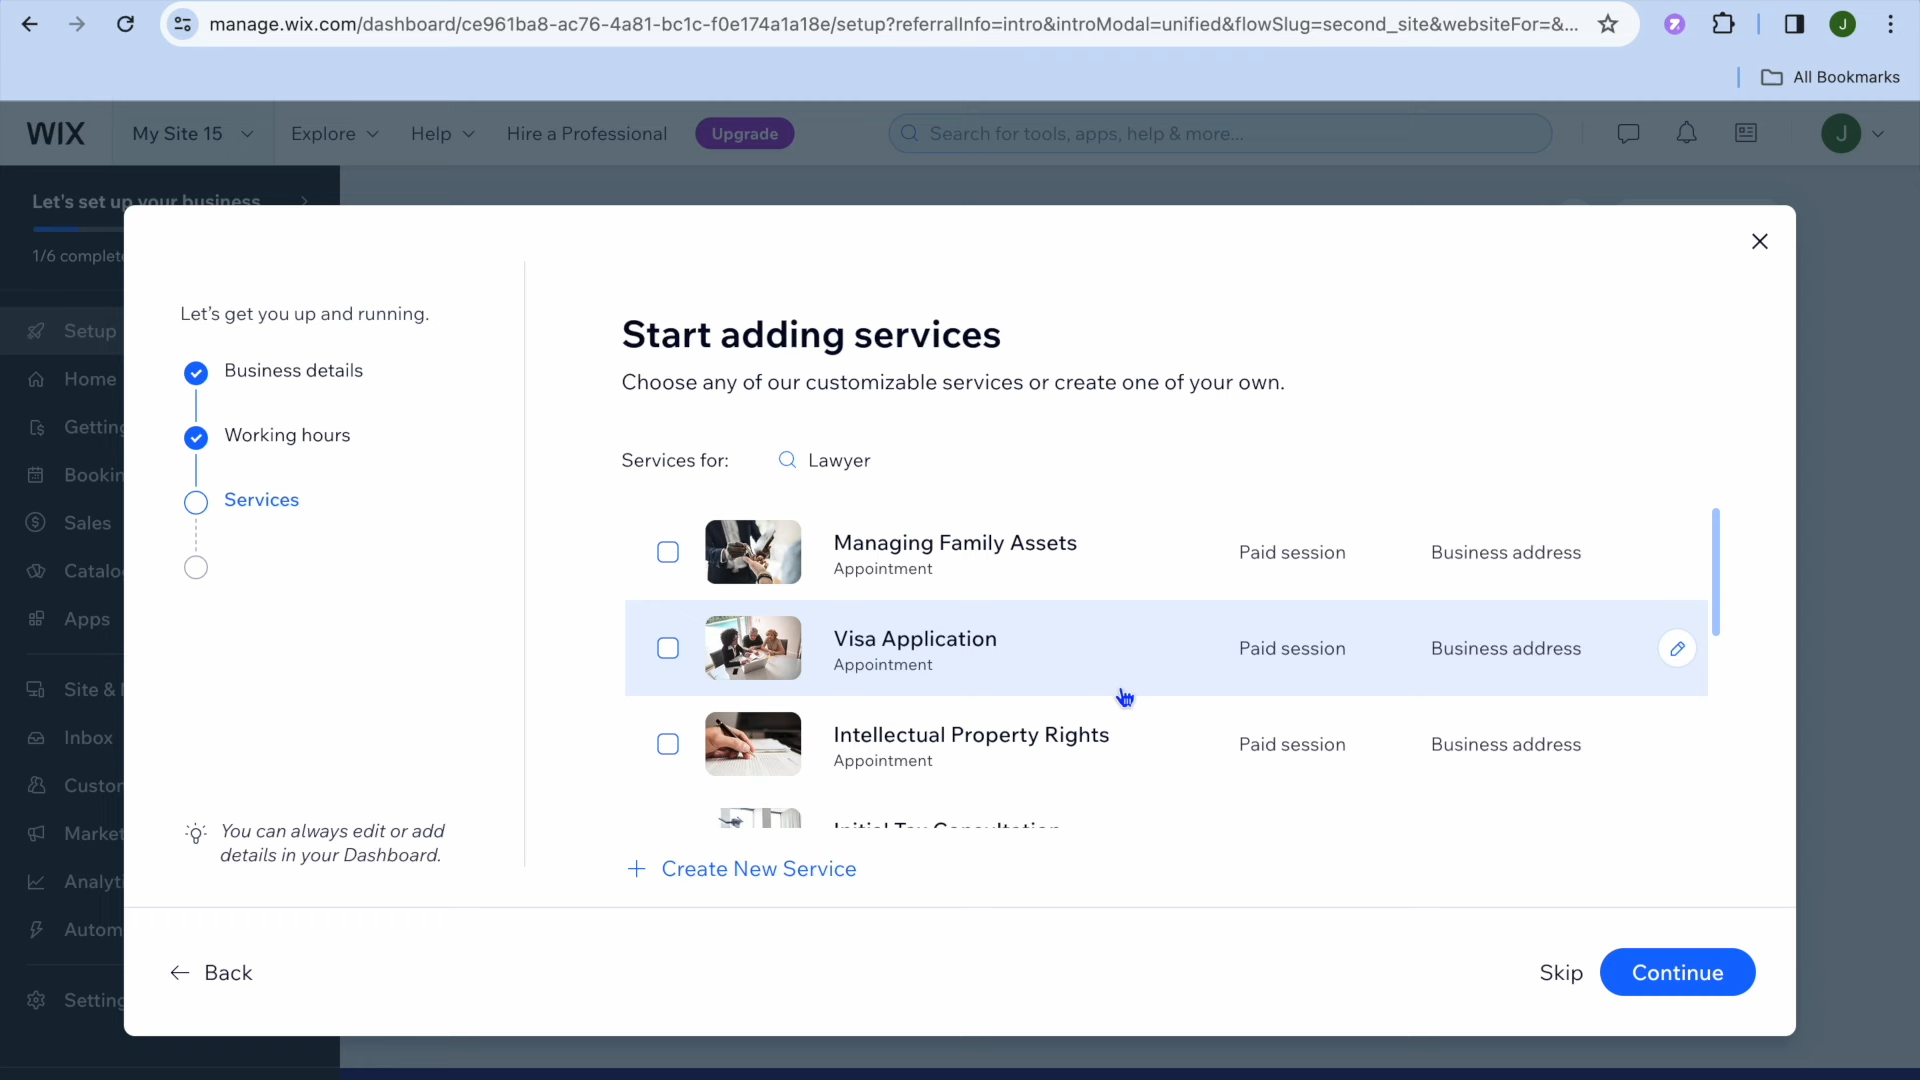 manage.wix.com/dashboard/ce961ba8-ac76-4a81-bc1c-f0e174a1a18e/setup?referralInfo=intro&introModal=unified&flowSlug=second_site&websiteFor=&...
J
All Bookmarks
WIX
My Site 15
Explore
Help
Hire a Professional
Upgrade
Search for tools, apps, help & more...
J
Let's set up your business
1/6 complete
Setup
Home
Getting
Bookin
Sales
Catalo
Apps
Site &
Inbox
Custor
Market
Analyti
Autom
Setting
Let's get you up and running.
Business details
Working hours
Services
You can always edit or add
details in your Dashboard.
Start adding services
Choose any of our customizable services or create one of your own.
Services for:
Lawyer
Managing Family Assets
Appointment
Paid session
Business address
Visa Application
Appointment
Paid session
Business address
Intellectual Property Rights
Appointment
Paid session
Business address
Initial Tax Consultation
+ Create New Service
← Back
Skip
Continue